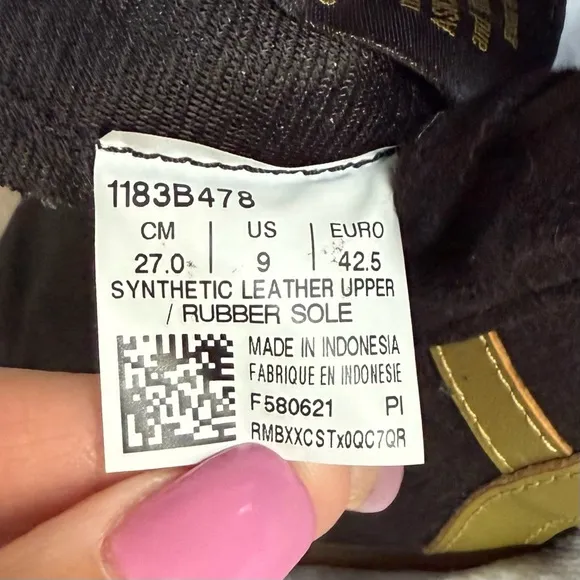 1183B478
CM | US | EURO
27.0 | 9 | 42.5
SYNTHETIC LEATHER UPPER
/ RUBBER SOLE
MADE IN INDONESIA
FABRIQUE EN INDONESIE
F580621 PI
RMBXXCSTx0QC7QR